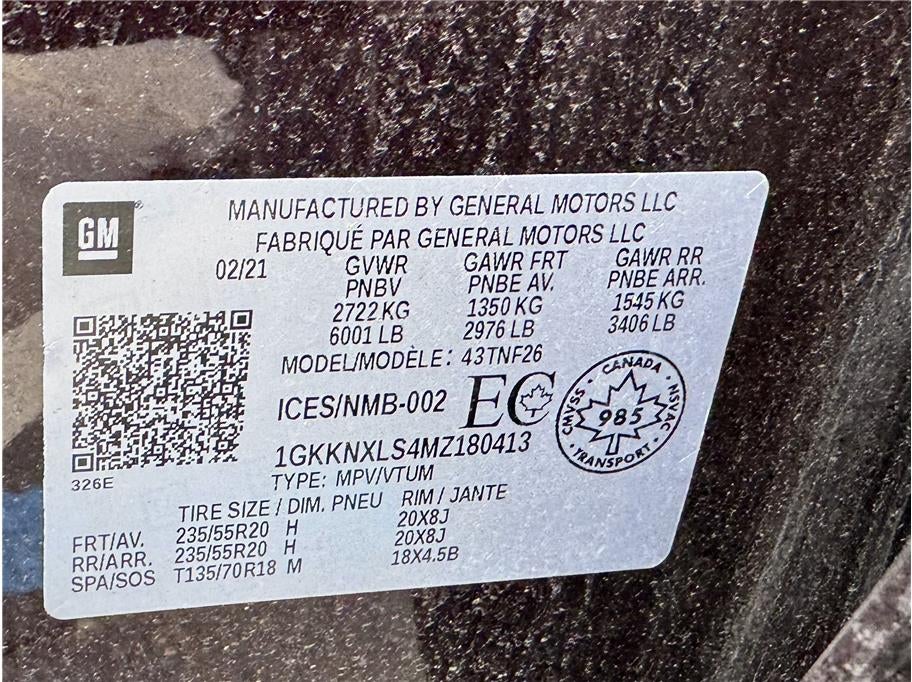 GM
MANUFACTURED BY GENERAL MOTORS LLC
FABRIQUÉ PAR GENERAL MOTORS LLC
02/21 GVWR GAWR FRT GAWR RR
PNBV PNBE AV. PNBE ARR.
2722 KG 1350 KG 1545 KG
6001 LB 2976 LB 3406 LB
MODEL/MODÈLE: 43TNF26
ICES/NMB-002 EC
CANADA
CMVSS 985 NSVAC
TRANSPORT
1GKKNXLS4MZ180413
326E
TYPE: MPV/VTUM
TIRE SIZE / DIM. PNEU RIM / JANTE
FRT/AV. 235/55R20 H 20X8J
RR/ARR. 235/55R20 H 20X8J
SPA/SOS T135/70R18 M 18X4.5B